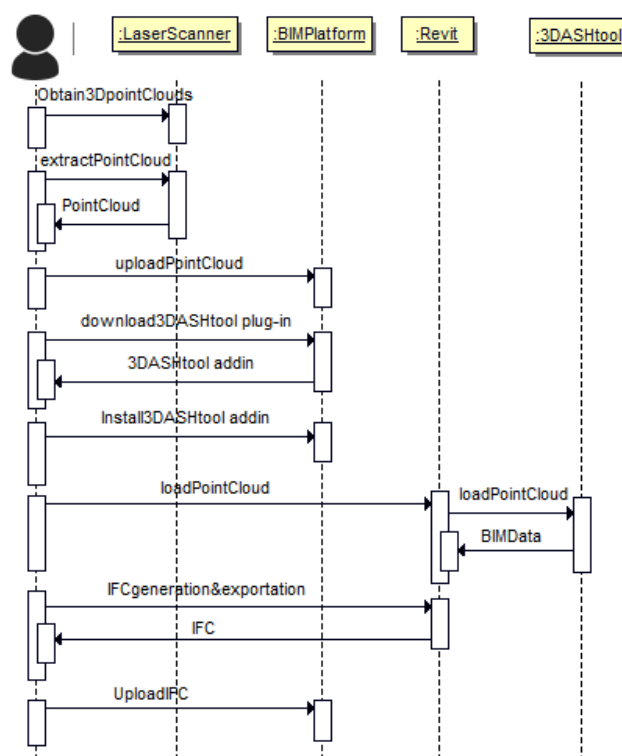 :LaserScanner
:BIMPlatform
:Revit
:3DASHtool
Obtain3DpointClouds
extractPointCloud
PointCloud
uploadPointCloud
download3DASHtool plug-in
3DASHtool addin
Install3DASHtool addin
loadPointCloud
loadPointCloud
BIMData
IFCgeneration&exportation
IFC
UploadIFC